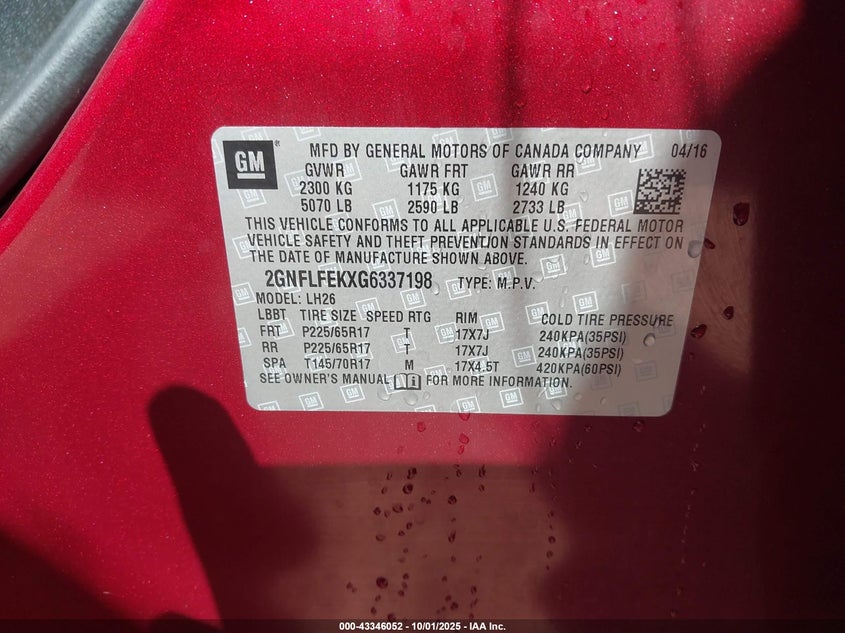 GM ®
MFD BY GENERAL MOTORS OF CANADA COMPANY 04/16
GVWR GAWR FRT GAWR RR
2300 KG 1175 KG 1240 KG
5070 LB 2590 LB 2733 LB
THIS VEHICLE CONFORMS TO ALL APPLICABLE U.S. FEDERAL MOTOR
VEHICLE SAFETY AND THEFT PREVENTION STANDARDS IN EFFECT ON
THE DATE OF MANUFACTURE SHOWN ABOVE.
2GNFLFEKXG6337198 TYPE: M.P.V.
MODEL: LH26
LBBT TIRE SIZE SPEED RTG RIM COLD TIRE PRESSURE
FRT P225/65R17 T 17X7J 240KPA(35PSI)
RR P225/65R17 T 17X7J 240KPA(35PSI)
SPA T145/70R17 M 17X4.5T 420KPA(60PSI)
SEE OWNER'S MANUAL FOR MORE INFORMATION.
000-43346052 - 10/01/2025 - IAA Inc.